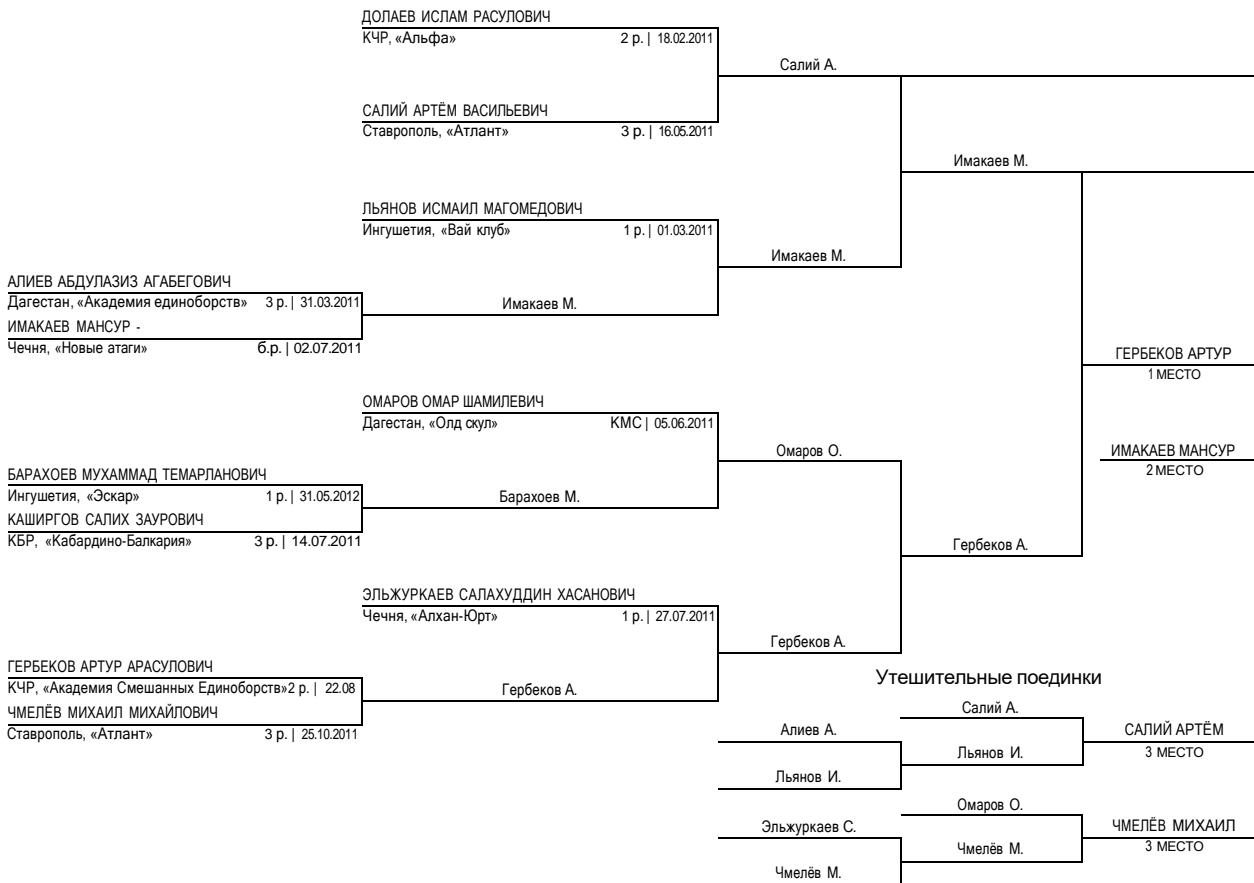 ДОЛАЕВ ИСЛАМ РАСУЛОВИЧ
КЧР, «Альфа» 2 р. | 18.02.2011
Салий А.
САЛИЙ АРТЁМ ВАСИЛЬЕВИЧ
Ставрополь, «Атлант» 3 р. | 16.05.2011
Имакаев М.
ЛЬЯНОВ ИСМАИЛ МАГОМЕДОВИЧ
Ингушетия, «Вай клуб» 1 р. | 01.03.2011
Имакаев М.
АЛИЕВ АБДУЛАЗИЗ АГАБЕГОВИЧ
Дагестан, «Академия единоборств» 3 р. | 31.03.2011
Имакаев М.
ИМАКАЕВ МАНСУР -
Чечня, «Новые атаги» б.р. | 02.07.2011
ГЕРБЕКОВ АРТУР
1 МЕСТО
ОМАРОВ ОМАР ШАМИЛЕВИЧ
Дагестан, «Олд скул» КМС | 05.06.2011
Омаров О.
ИМАКАЕВ МАНСУР
2 МЕСТО
БАРАХОЕВ МУХАММАД ТЕМАРЛАНОВИЧ
Ингушетия, «Эскар» 1 р. | 31.05.2012
Барахоев М.
КАШИРГОВ САЛИХ ЗАУРОВИЧ
КБР, «Кабардино-Балкария» 3 р. | 14.07.2011
Гербеков А.
ЭЛЬЖУРКАЕВ САЛАХУДДИН ХАСАНОВИЧ
Чечня, «Алхан-Юрт» 1 р. | 27.07.2011
Гербеков А.
ГЕРБЕКОВ АРТУР АРАСУЛОВИЧ
КЧР, «Академия Смешанных Единоборств»2 р. | 22.08
Гербеков А.
ЧМЕЛЁВ МИХАИЛ МИХАЙЛОВИЧ
Ставрополь, «Атлант» 3 р. | 25.10.2011
Утешительные поединки
Салий А.
Алиев А.
САЛИЙ АРТЁМ
3 МЕСТО
Льянов И.
Льянов И.
Омаров О.
Эльжуркаев С.
ЧМЕЛЁВ МИХАИЛ
3 МЕСТО
Чмелёв М.
Чмелёв М.